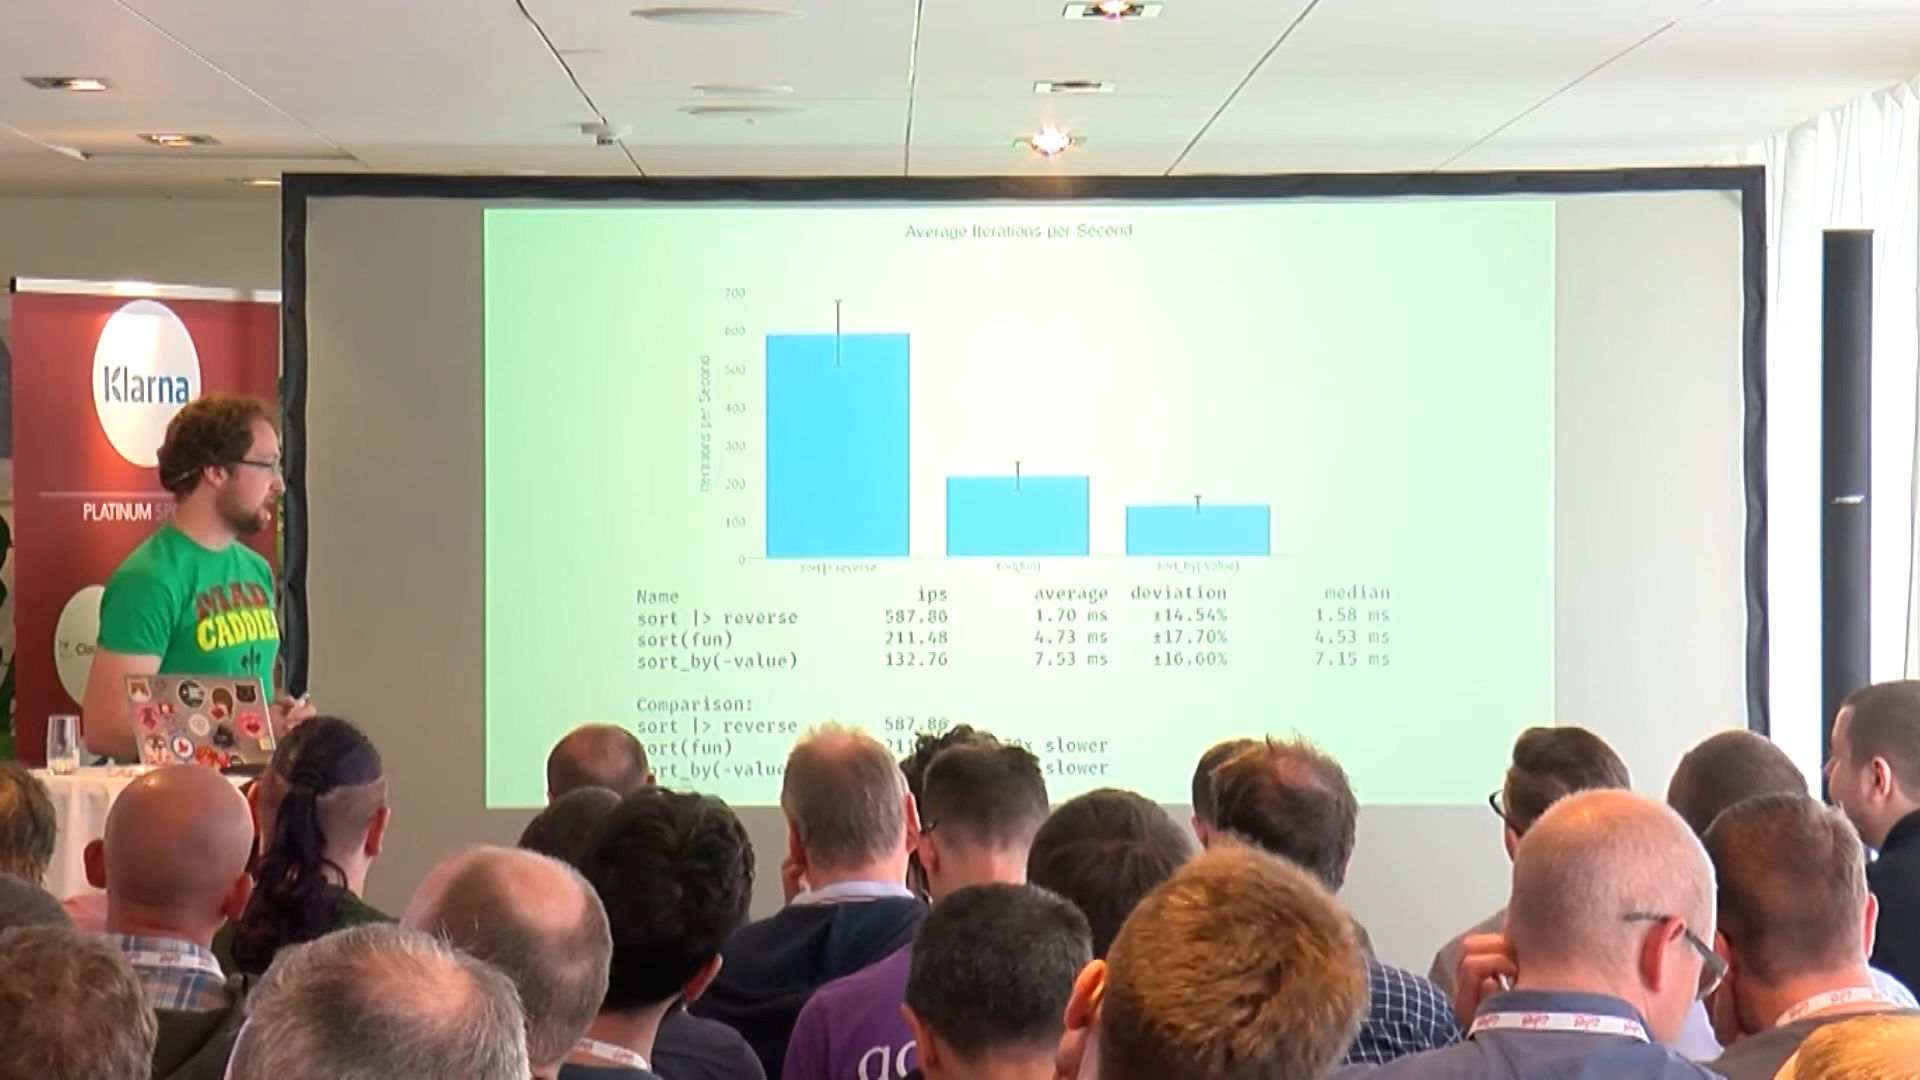 Average Iterations per Second
700
600
500
400
300
200
100
0
Iterations per Second
sort|> reverse
sort(fun)
sort_by(-value)
Name ips average deviation median
sort |> reverse 587.86 1.70 ms ±14.54% 1.58 ms
sort(fun) 211.48 4.73 ms ±17.70% 4.53 ms
sort_by(-value) 132.76 7.53 ms ±16.60% 7.15 ms
Comparison:
sort |> reverse 587.86
sort(fun) slower
slower
Klarna
PLATINUM
MAD
CADDIES